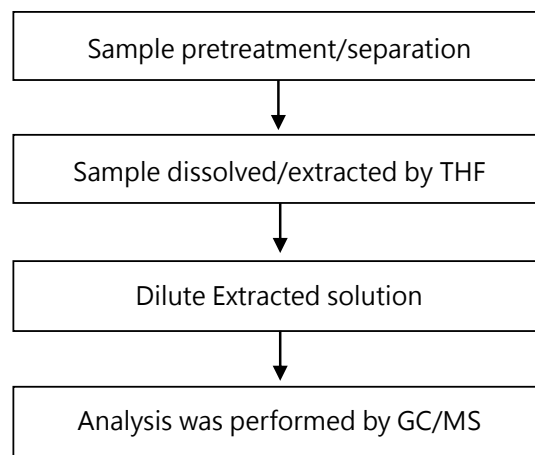 Sample pretreatment/separation
Sample dissolved/extracted by THF
Dilute Extracted solution
Analysis was performed by GC/MS